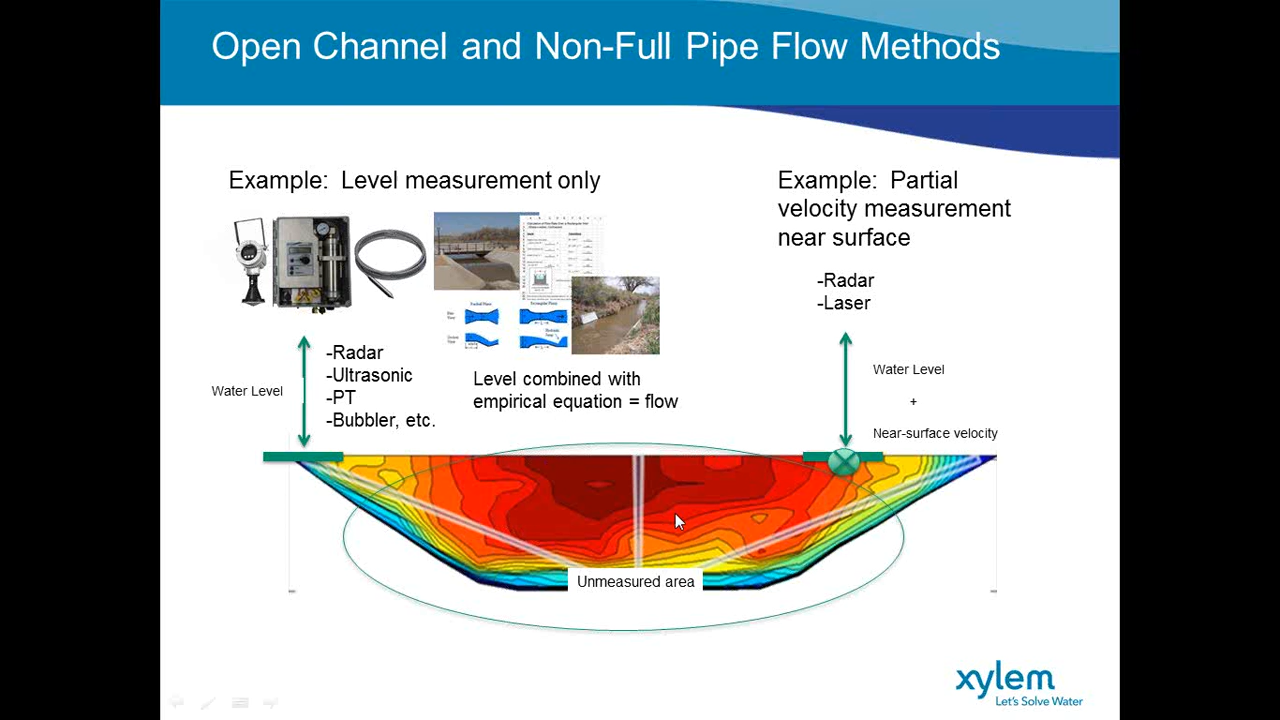 Open Channel and Non-Full Pipe Flow Methods
Example: Level measurement only
Example: Partial
velocity measurement
near surface
-Radar
-Laser
Water Level
-Radar
-Ultrasonic
-PT
-Bubbler, etc.
Level combined with
empirical equation = flow
Water Level
+
Near-surface velocity
Unmeasured area
xylem
Let's Solve Water